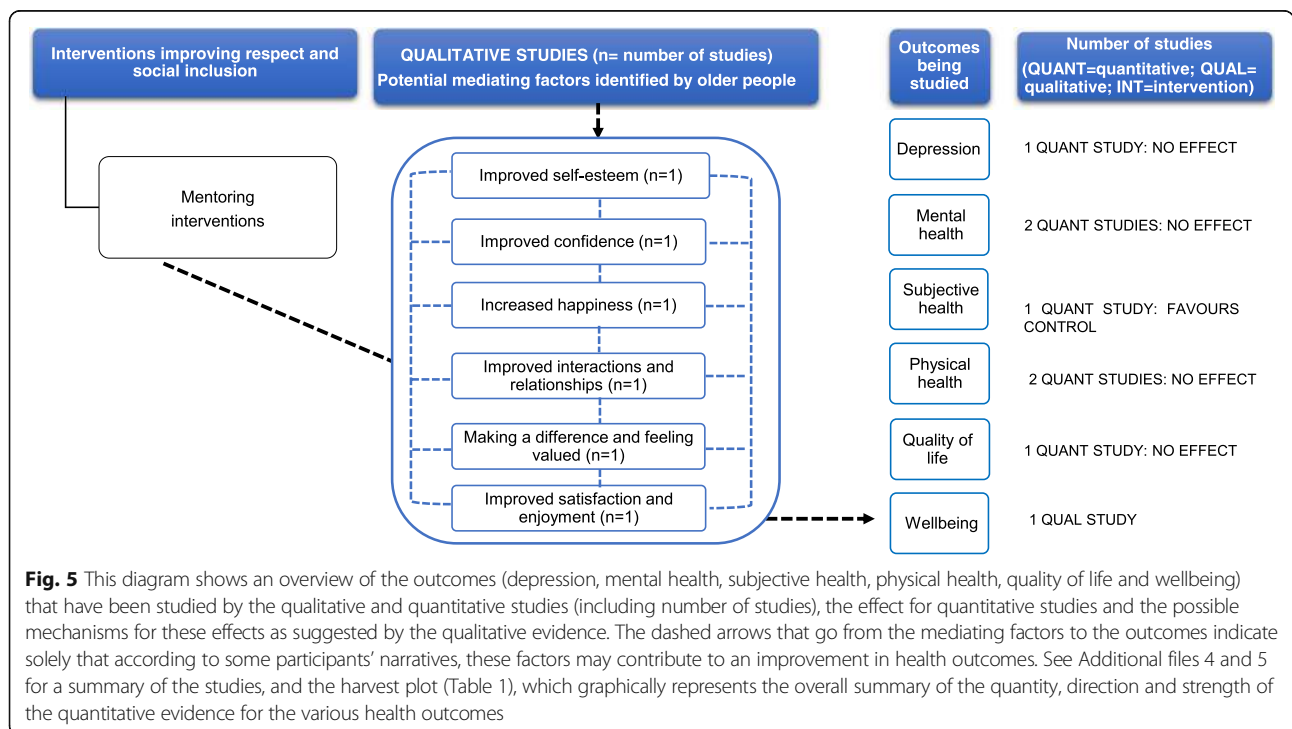 Interventions improving respect and
social inclusion
QUALITATIVE STUDIES (n= number of studies)
Potential mediating factors identified by older people
Outcomes
being
studied
Number of studies
(QUANT=quantitative; QUAL=
qualitative; INT=intervention)
Mentoring
interventions
Improved self-esteem (n=1)
Improved confidence (n=1)
Increased happiness (n=1)
Improved interactions and
relationships (n=1)
Making a difference and feeling
valued (n=1)
Improved satisfaction and
enjoyment (n=1)
Depression
1 QUANT STUDY: NO EFFECT
Mental
health
2 QUANT STUDIES: NO EFFECT
Subjective
health
1 QUANT STUDY: FAVOURS
CONTROL
Physical
health
2 QUANT STUDIES: NO EFFECT
Quality of
life
1 QUANT STUDY: NO EFFECT
Wellbeing
1 QUAL STUDY
Fig. 5 This diagram shows an overview of the outcomes (depression, mental health, subjective health, physical health, quality of life and wellbeing)
that have been studied by the qualitative and quantitative studies (including number of studies), the effect for quantitative studies and the possible
mechanisms for these effects as suggested by the qualitative evidence. The dashed arrows that go from the mediating factors to the outcomes indicate
solely that according to some participants' narratives, these factors may contribute to an improvement in health outcomes. See Additional files 4 and 5
for a summary of the studies, and the harvest plot (Table 1), which graphically represents the overall summary of the quantity, direction and strength of
the quantitative evidence for the various health outcomes